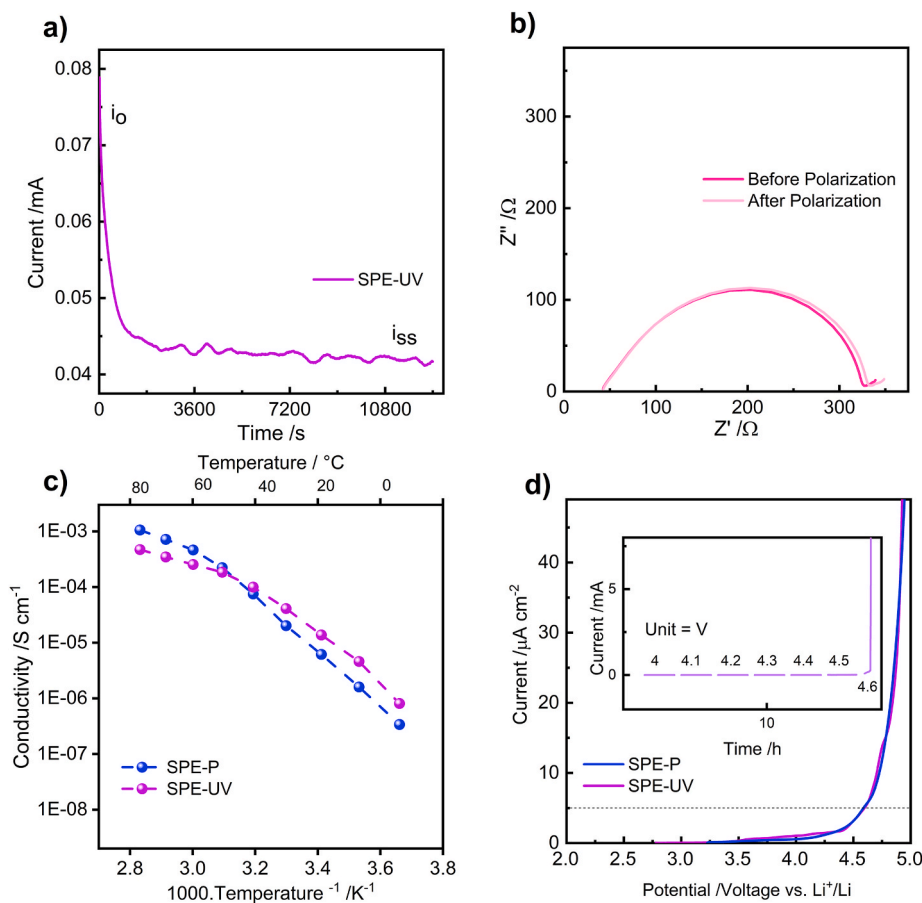 a)
0.08
0.07
0.06
0.05
0.04
Current /mA
i0
SPE-UV
iSS
0
3600
7200
10800
Time /s
b)
300
200
100
0
Z" /Ω
Before Polarization
After Polarization
0
100
200
300
Z' /Ω
c)
Temperature / °C
80
60
40
20
0
1E-03
1E-04
1E-05
1E-06
1E-07
1E-08
Conductivity /S cm-1
SPE-P
SPE-UV
2.8
3.0
3.2
3.4
3.6
3.8
1000.Temperature -1 /K-1
d)
50
40
30
20
10
0
Current /µA cm-2
5
0
Current /mA
Unit = V
4
4.1
4.2
4.3
4.4
4.5
4.6
10
Time /h
SPE-P
SPE-UV
2.0
2.5
3.0
3.5
4.0
4.5
5.0
Potential /Voltage vs. Li+/Li